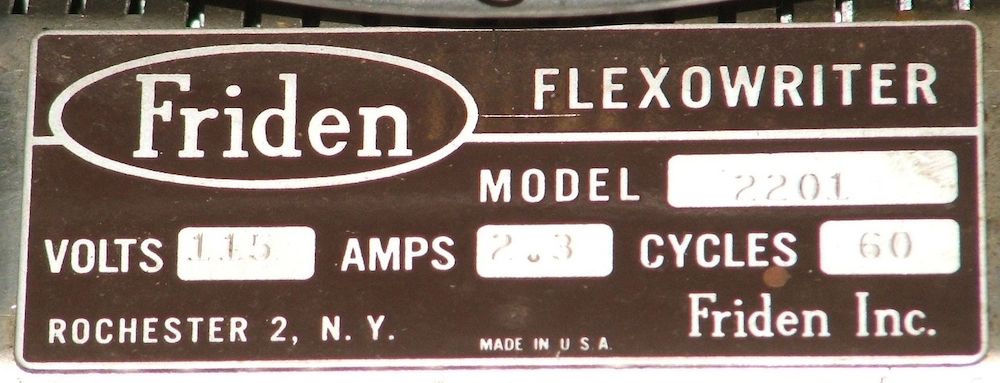 Friden FLEXOWRITER
MODEL 2201
VOLTS 115 AMPS 2.3 CYCLES 60
ROCHESTER 2, N. Y. MADE IN U S A. Friden Inc.